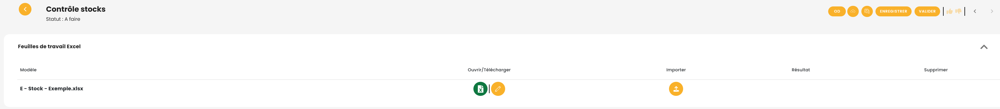 Contrôle stocks
Statut : A faire
OD ENREGISTRER VALIDER
Feuilles de travail Excel
Modèle Ouvrir/Télécharger Importer Résultat Supprimer
E - Stock - Exemple.xlsx